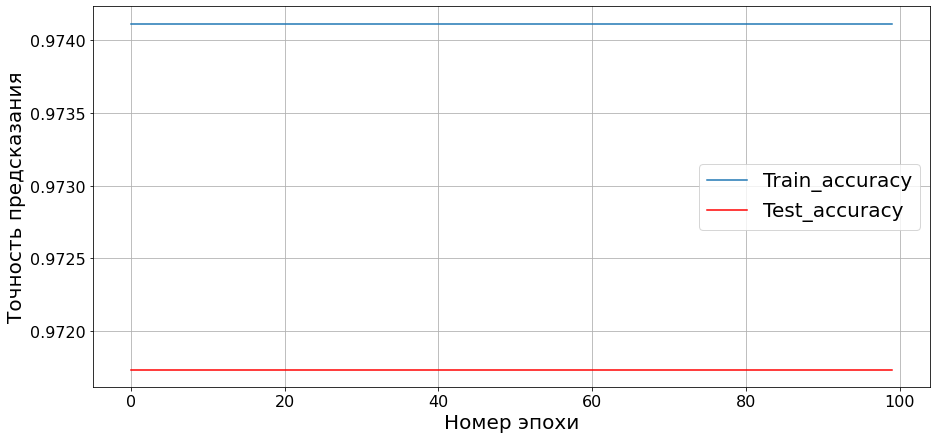 Точность предсказания
0.9740
0.9735
0.9730
0.9725
0.9720
Train_accuracy
Test_accuracy
0 20 40 60 80 100
Номер эпохи